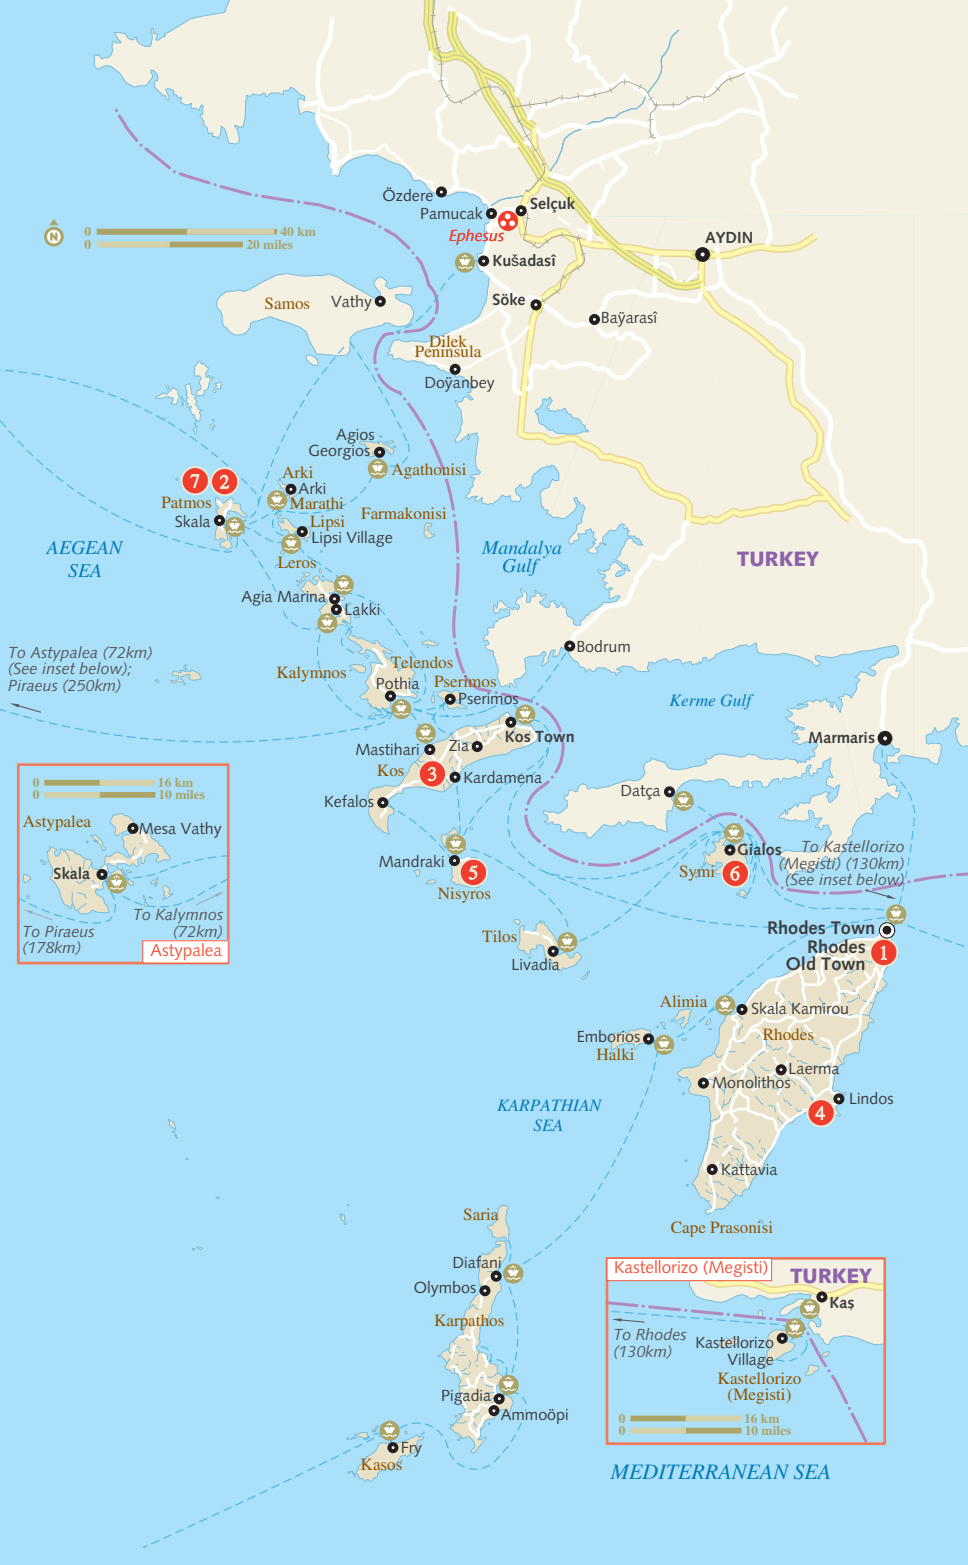 Özdere
Pamucak
Selçuk
Ephesus
N
0 40 km
0 20 miles
AYDIN
Kušadasî
Samos
Vathy
Söke
Baÿarasî
Dilek
Peninsula
Doÿanbey
Agios
Georgios
Agathonisi
7
2
Arki
Arki
Patmos
Marathi
Farmakonisi
Skala
Lipsi
Lipsi Village
AEGEAN
SEA
Leros
Mandalya
Gulf
TURKEY
Agia Marina
Lakki
Bodrum
To Astypalea (72km)
(See inset below);
Piraeus (250km)
Kalymnos
Telendos
Pothia
Pserimos
Pserimos
Kerme Gulf
Kos Town
Marmaris
Mastihari
Zia
Kos
3
Kardamena
Kefalos
Datça
0 16 km
0 10 miles
Astypalea
Mesa Vathy
Skala
To Kalymnos
(72km)
To Piraeus
(178km)
Astypalea
Mandraki
5
Nisyros
Gialos
Symi
6
To Kastellorizo
(Megisti) (130km)
(See inset below)
Tilos
Livadia
Rhodes Town
Rhodes
Old Town
1
Alimia
Skala Kamirou
Emborios
Halki
Rhodes
Laerma
Monolithos
Lindos
4
KARPATHIAN
SEA
Kattavia
Cape Prasonisi
Saria
Diafani
Olymbos
Karpathos
Pigadia
Ammoöpi
Fry
Kasos
Kastellorizo (Megisti)
TURKEY
Kaş
To Rhodes
(130km)
Kastellorizo
Village
Kastellorizo
(Megisti)
0 16 km
0 10 miles
MEDITERRANEAN SEA